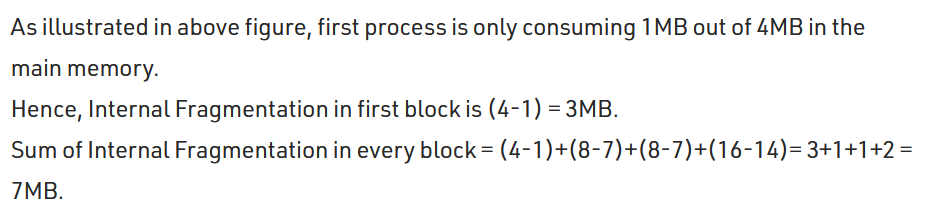 As illustrated in above figure, first process is only consuming 1MB out of 4MB in the
main memory.
Hence, Internal Fragmentation in first block is (4-1) = 3MB.
Sum of Internal Fragmentation in every block = (4-1)+(8-7)+(8-7)+(16-14)= 3+1+1+2 =
7MB.